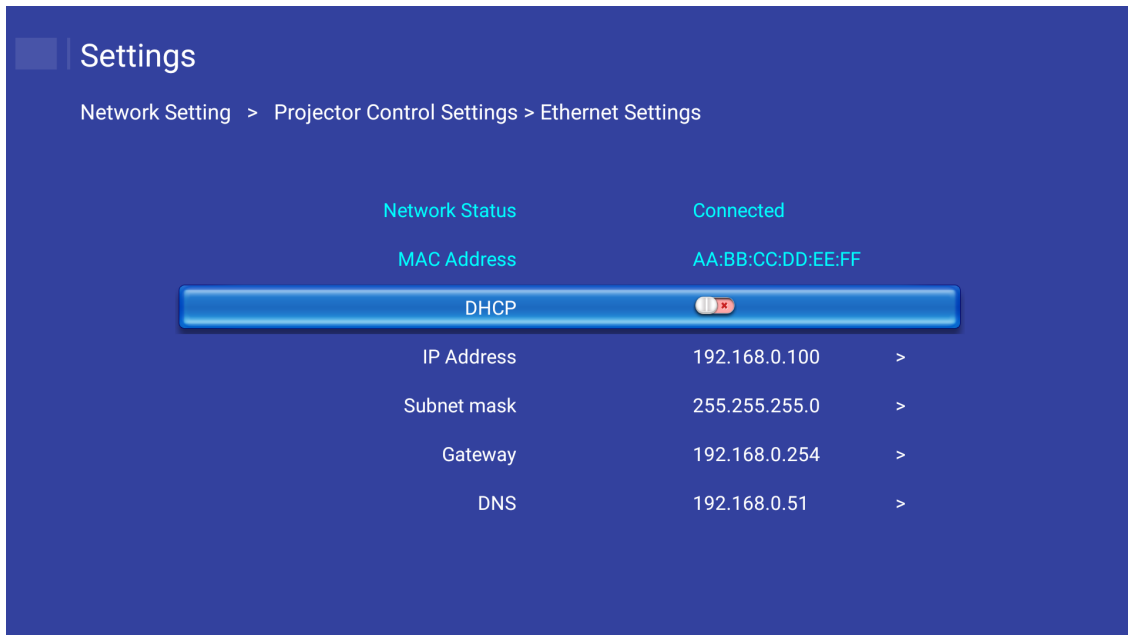 Settings
Network Setting > Projector Control Settings > Ethernet Settings
Network Status Connected
MAC Address AA:BB:CC:DD:EE:FF
DHCP
IP Address 192.168.0.100 >
Subnet mask 255.255.255.0 >
Gateway 192.168.0.254 >
DNS 192.168.0.51 >